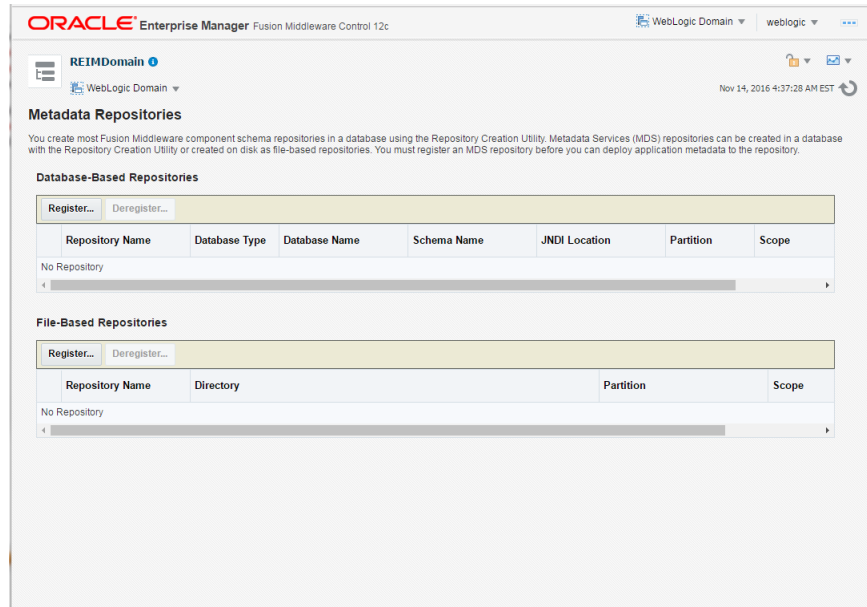 ORACLE Enterprise Manager Fusion Middleware Control 12c WebLogic Domain weblogic
REIMDomain
WebLogic Domain
Nov 14, 2016 4:37:28 AM EST
Metadata Repositories
You create most Fusion Middleware component schema repositories in a database using the Repository Creation Utility. Metadata Services (MDS) repositories can be created in a database
with the Repository Creation Utility or created on disk as file-based repositories. You must register an MDS repository before you can deploy application metadata to the repository.
Database-Based Repositories
Register... Deregister...
Repository Name Database Type Database Name Schema Name JNDI Location Partition Scope
No Repository
File-Based Repositories
Register... Deregister...
Repository Name Directory Partition Scope
No Repository